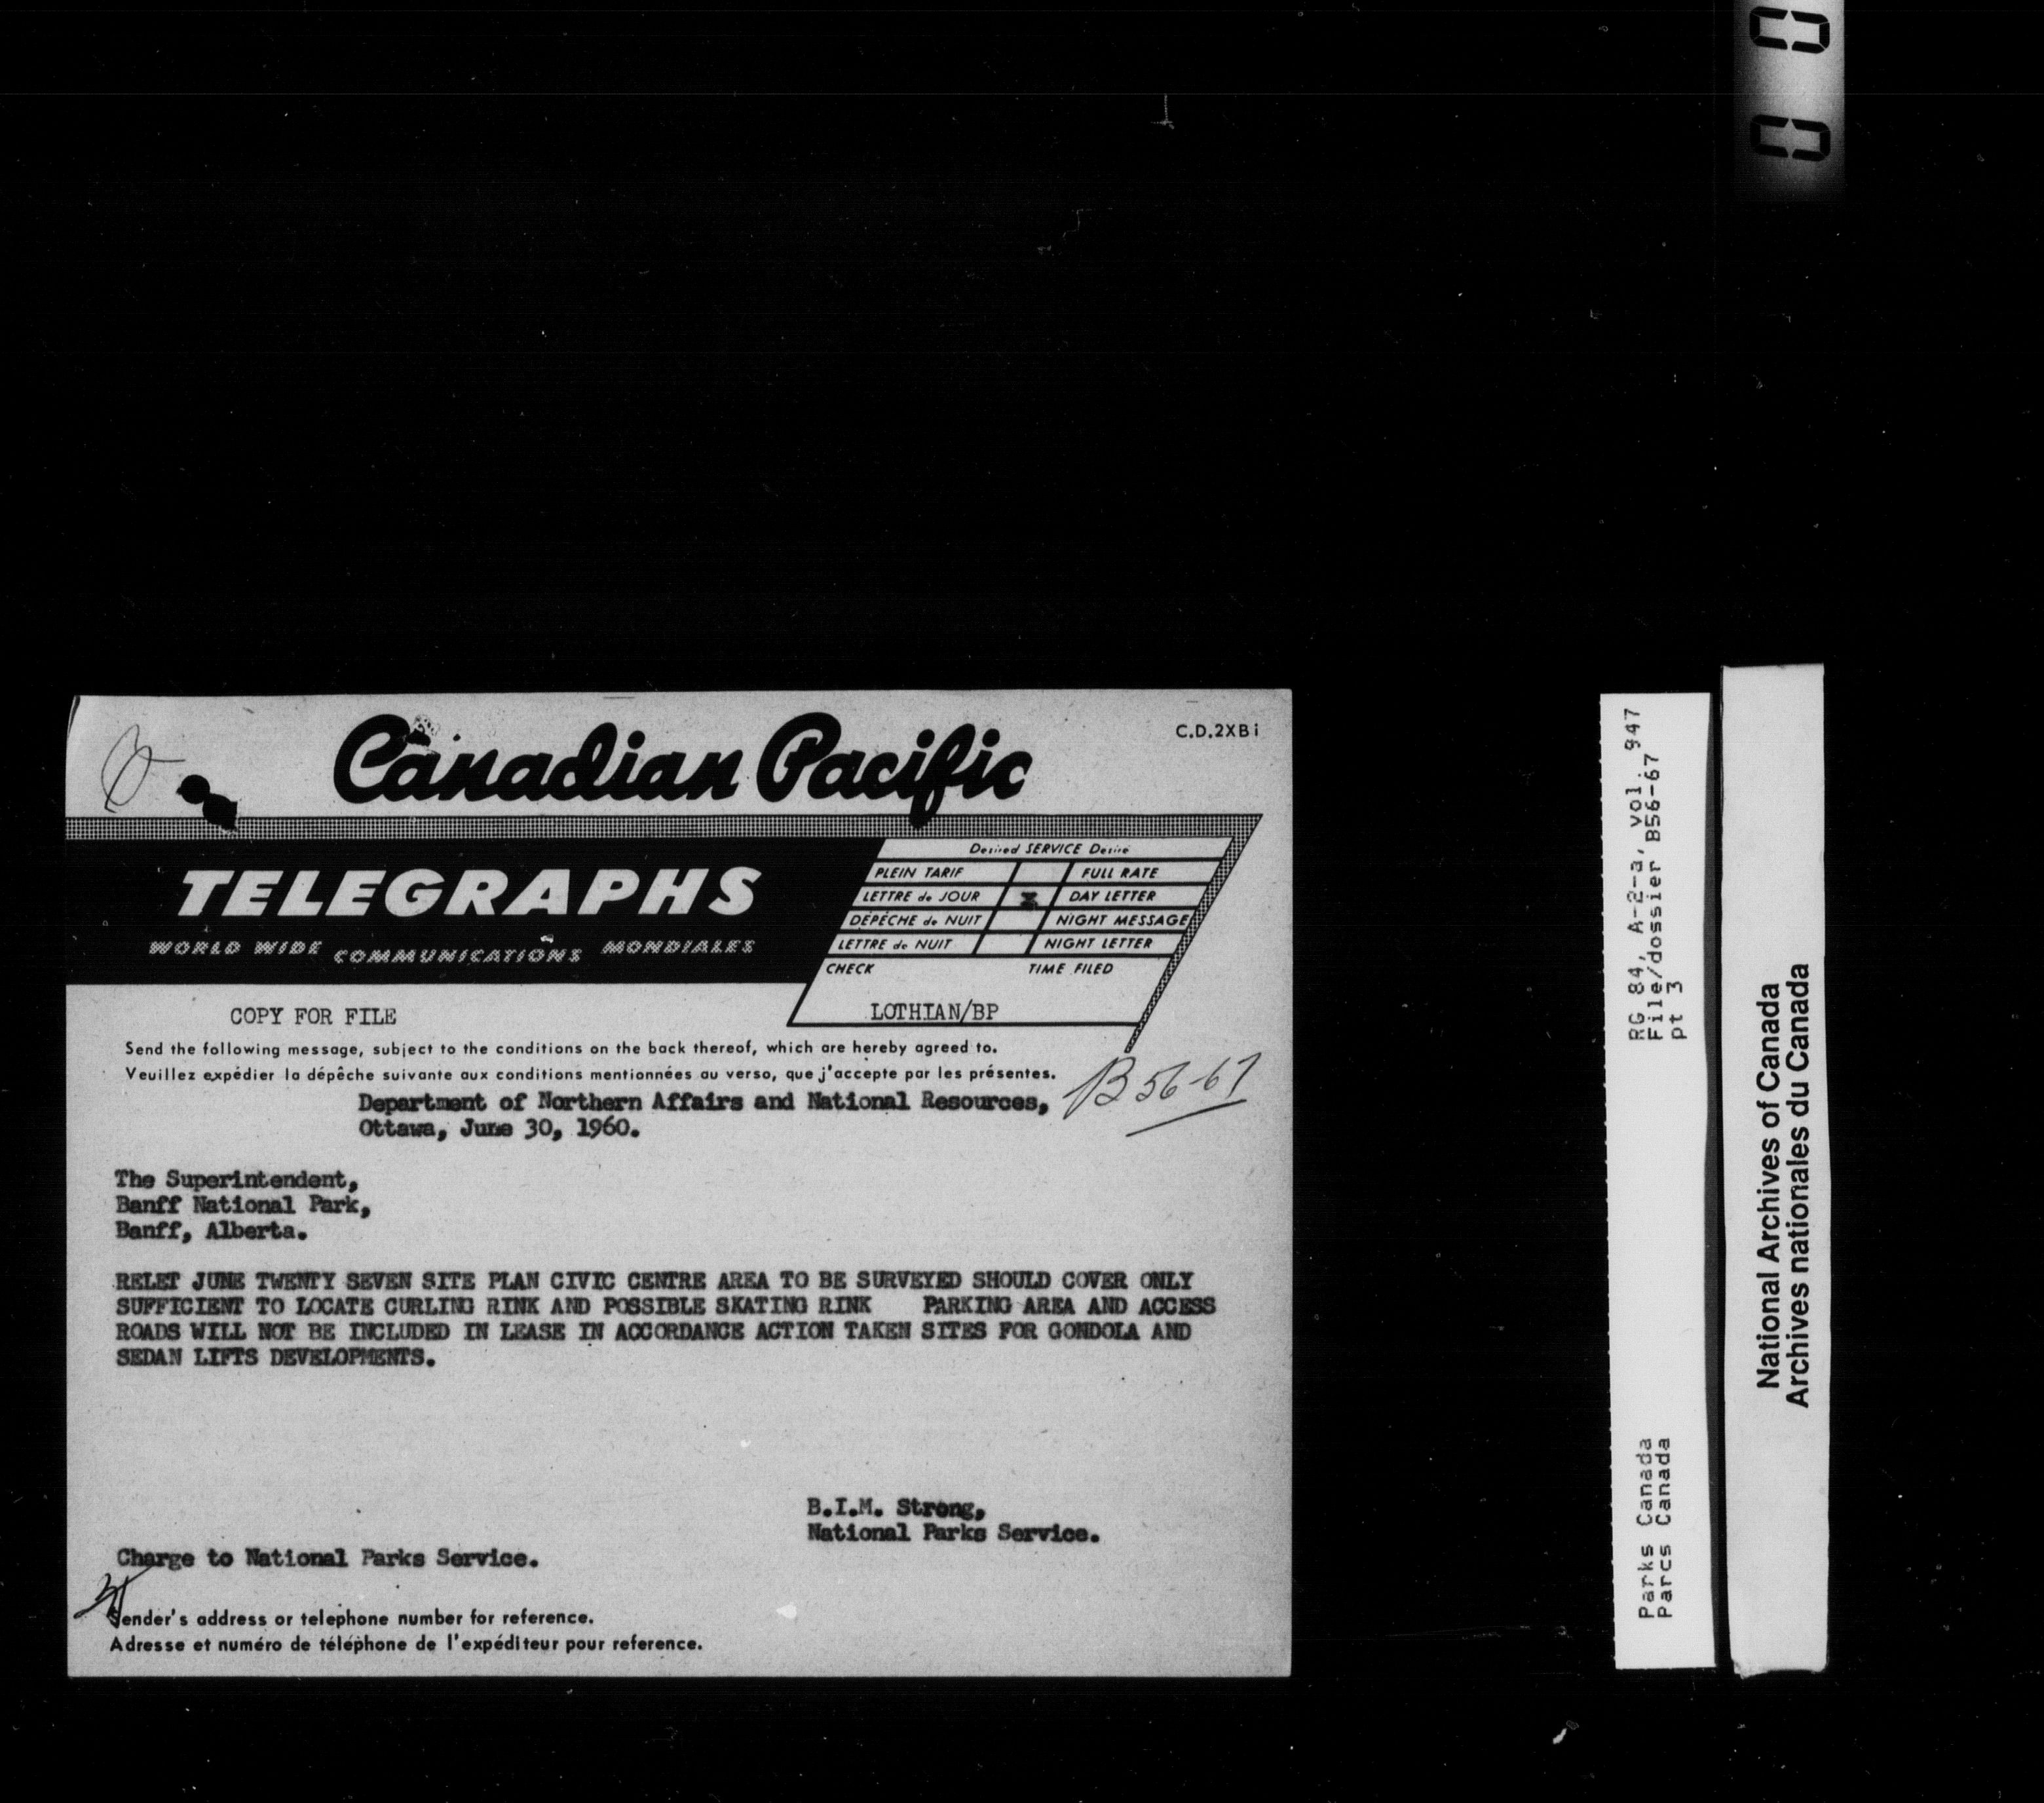 Canadian Pacific
C.D.2XBi
TELEGRAPHS
WORLD WIDE COMMUNICATIONS MONDIALES
Desired SERVICE Desiré
PLEIN TARIF FULL RATE
LETTRE de JOUR X DAY LETTER
DÉPÊCHE de NUIT NIGHT MESSAGE
LETTRE de NUIT NIGHT LETTER
CHECK TIME FILED
LOTHIAN/BP
COPY FOR FILE
Send the following message, subject to the conditions on the back thereof, which are hereby agreed to.
Veuillez expédier la dépêche suivante aux conditions mentionnées au verso, que j'accepte par les présentes.
B 56-67
Department of Northern Affairs and National Resources,
Ottawa, June 30, 1960.
The Superintendent,
Banff National Park,
Banff, Alberta.
RELET JUNE TWENTY SEVEN SITE PLAN CIVIC CENTRE AREA TO BE SURVEYED SHOULD COVER ONLY
SUFFICIENT TO LOCATE CURLING RINK AND POSSIBLE SKATING RINK PARKING AREA AND ACCESS
ROADS WILL NOT BE INCLUDED IN LEASE IN ACCORDANCE ACTION TAKEN SITES FOR GONDOLA AND
SEDAN LIFTS DEVELOPMENTS.
B.I.M. Strong,
National Parks Service.
Charge to National Parks Service.
Sender's address or telephone number for reference.
Adresse et numéro de téléphone de l'expéditeur pour reference.
RG 84, A-2-a, vol. 947
File/dossier B56-67
pt 3
Parks Canada
Parcs Canada
National Archives of Canada
Archives nationales du Canada
0 0